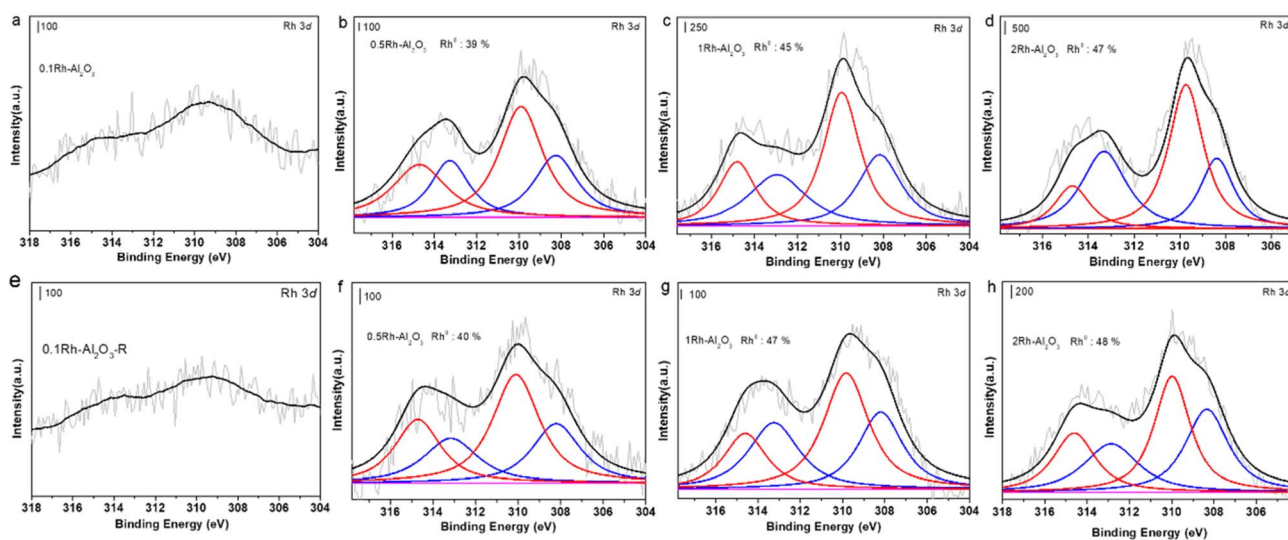 a
100
Rh 3d
0.1Rh-Al2O3
Intensity(a.u.)
318 316 314 312 310 308 306 304
Binding Energy (eV)
b
100
Rh 3d
0.5Rh-Al2O3 Rh0 : 39 %
Intensity(a.u.)
316 314 312 310 308 306 304
Binding Energy (eV)
c
250
Rh 3d
1Rh-Al2O3 Rh0 : 45 %
Intensity(a.u.)
316 314 312 310 308 306 304
Binding Energy (eV)
d
500
Rh 3d
2Rh-Al2O3 Rh0 : 47 %
Intensity(a.u.)
316 314 312 310 308 306
Binding Energy (eV)
e
100
Rh 3d
0.1Rh-Al2O3-R
Intensity(a.u.)
318 316 314 312 310 308 306 304
Binding Energy (eV)
f
100
Rh 3d
0.5Rh-Al2O3 Rh0 : 40 %
Intensity(a.u.)
316 314 312 310 308 306 304
Binding Energy (eV)
g
100
Rh 3d
1Rh-Al2O3 Rh0 : 47 %
Intensity(a.u.)
316 314 312 310 308 306 304
Binding Energy (eV)
h
200
Rh 3d
2Rh-Al2O3 Rh0 : 48 %
Intensity(a.u.)
318 316 314 312 310 308 306
Binding Energy (eV)